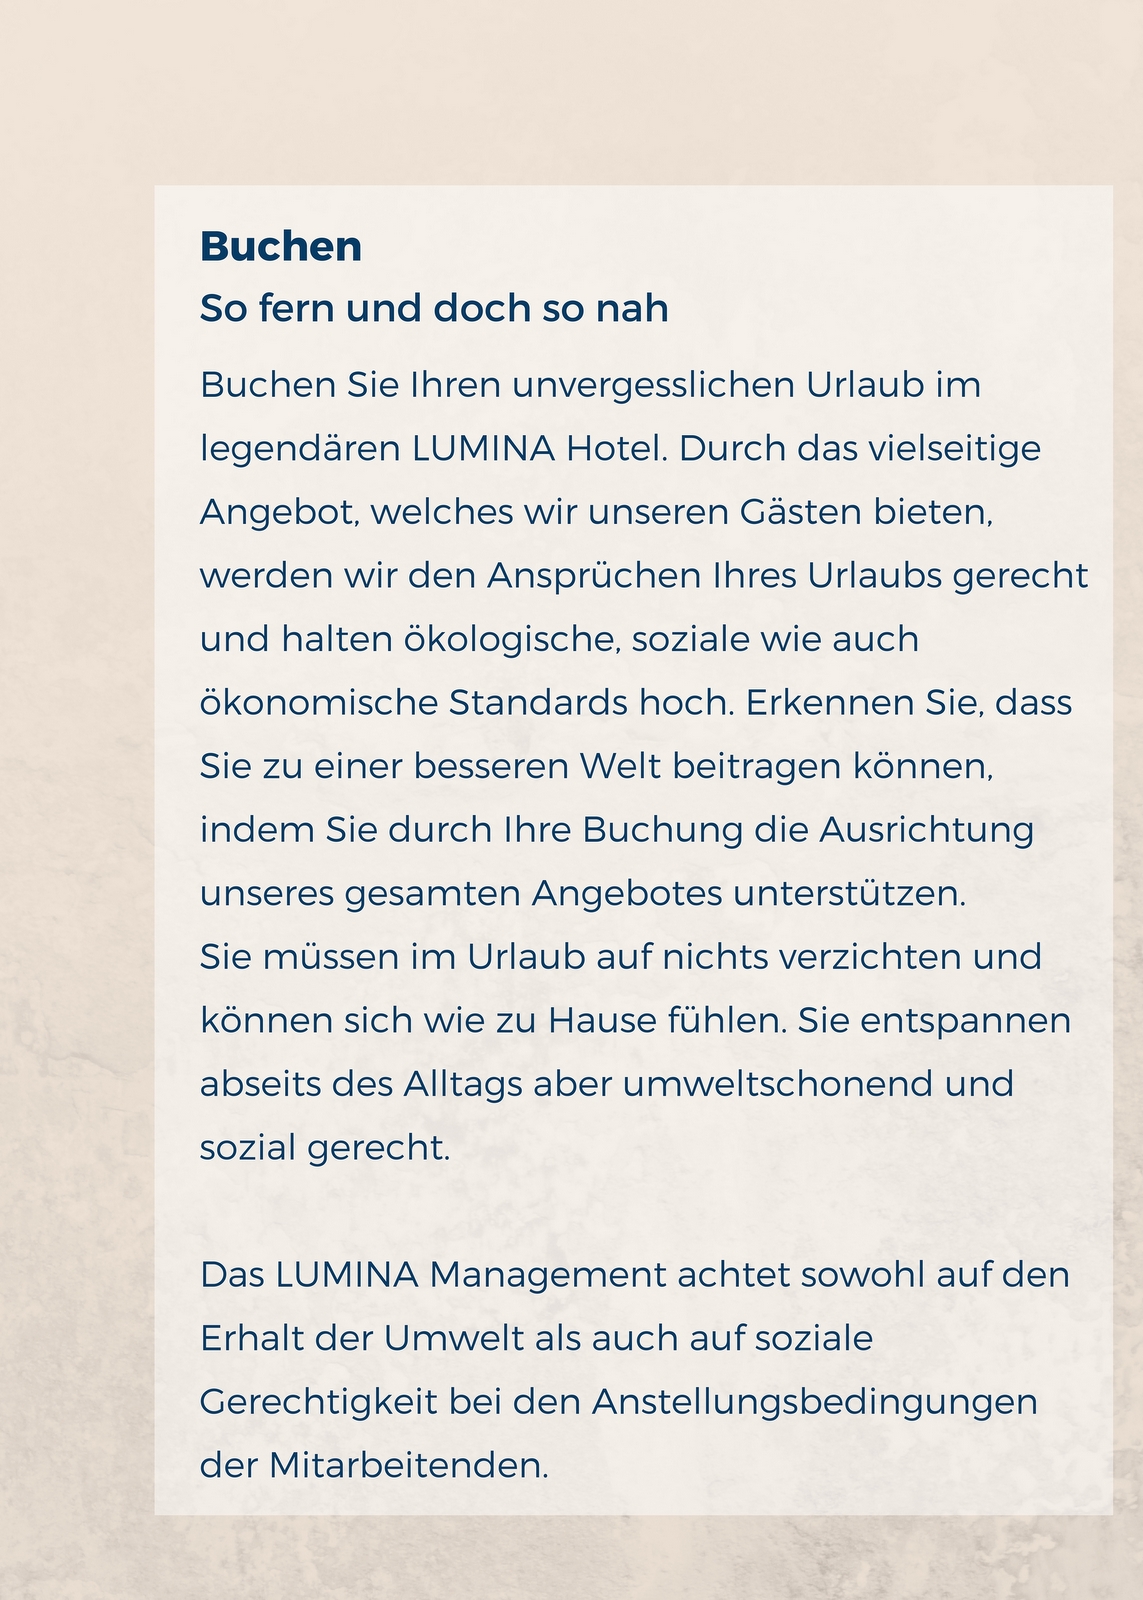 Buchen
So fern und doch so nah
Buchen Sie Ihren unvergesslichen Urlaub im
legendären LUMINA Hotel. Durch das vielseitige
Angebot, welches wir unseren Gästen bieten,
werden wir den Ansprüchen Ihres Urlaubs gerecht
und halten ökologische, soziale wie auch
ökonomische Standards hoch. Erkennen Sie, dass
Sie zu einer besseren Welt beitragen können,
indem Sie durch Ihre Buchung die Ausrichtung
unseres gesamten Angebotes unterstützen.
Sie müssen im Urlaub auf nichts verzichten und
können sich wie zu Hause fühlen. Sie entspannen
abseits des Alltags aber umweltschonend und
sozial gerecht.
Das LUMINA Management achtet sowohl auf den
Erhalt der Umwelt als auch auf soziale
Gerechtigkeit bei den Anstellungsbedingungen
der Mitarbeitenden.